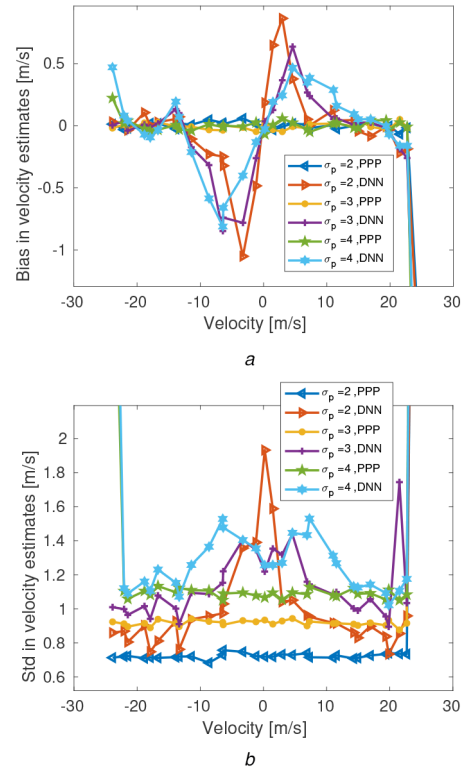 0.5
0
-0.5
-1
Bias in velocity estimates [m/s]
σp =2 ,PPP
σp =2 ,DNN
σp =3 ,PPP
σp =3 ,DNN
σp =4 ,PPP
σp =4 ,DNN
-30 -20 -10 0 10 20 30
Velocity [m/s]
a
σp =2 ,PPP
σp =2 ,DNN
σp =3 ,PPP
σp =3 ,DNN
σp =4 ,PPP
σp =4 ,DNN
2
1.8
1.6
1.4
1.2
1
0.8
0.6
Std in velocity estimates [m/s]
-30 -20 -10 0 10 20 30
Velocity [m/s]
b